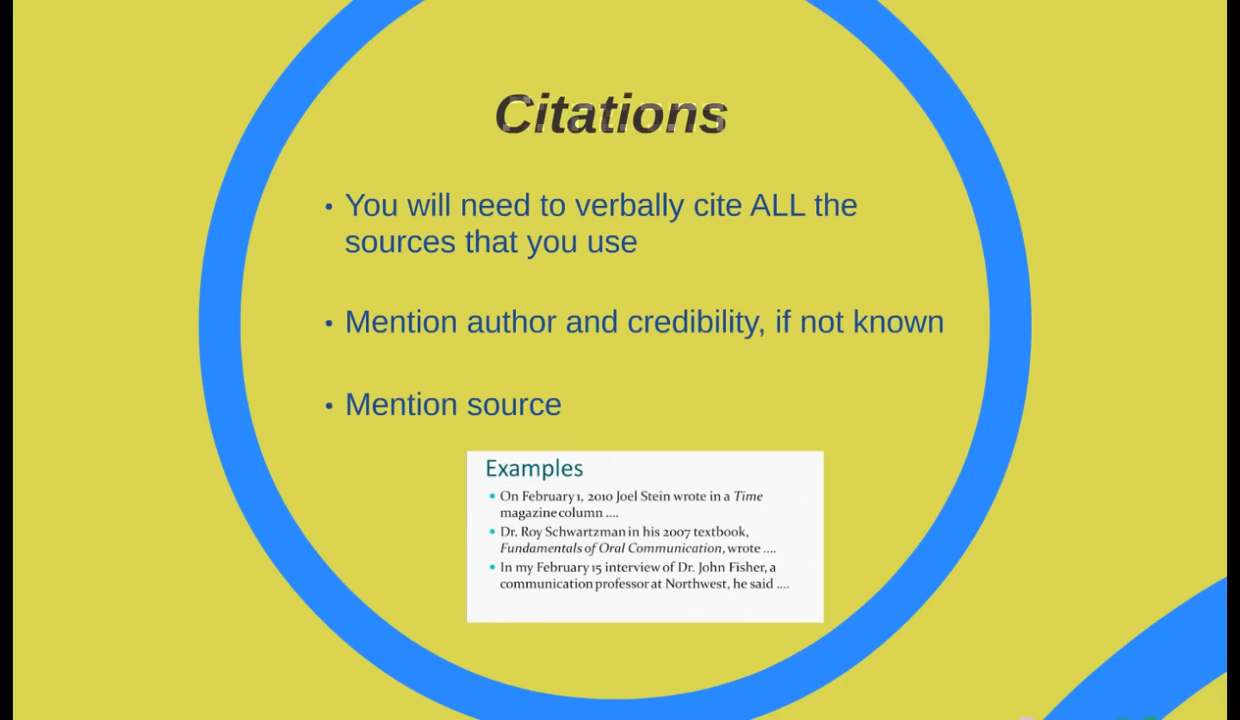 Citations
• You will need to verbally cite ALL the
sources that you use
• Mention author and credibility, if not known
• Mention source
Examples
• On February 1, 2010 Joel Stein wrote in a Time
magazine column ....
• Dr. Roy Schwartzman in his 2007 textbook,
Fundamentals of Oral Communication, wrote ....
• In my February 15 interview of Dr. John Fisher, a
communication professor at Northwest, he said ....